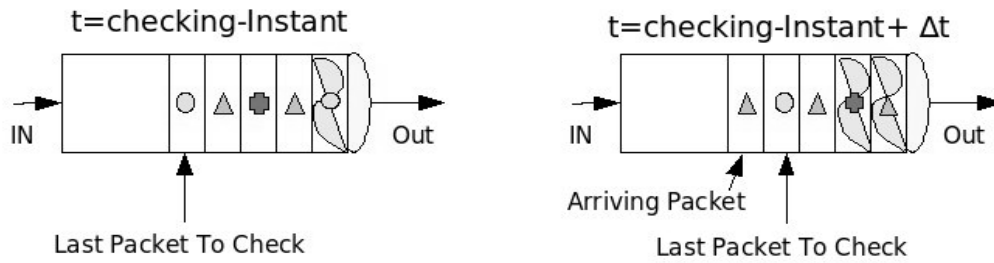 t=checking-Instant
IN
Out
Last Packet To Check
t=checking-Instant+ Δt
IN
Out
Arriving Packet
Last Packet To Check